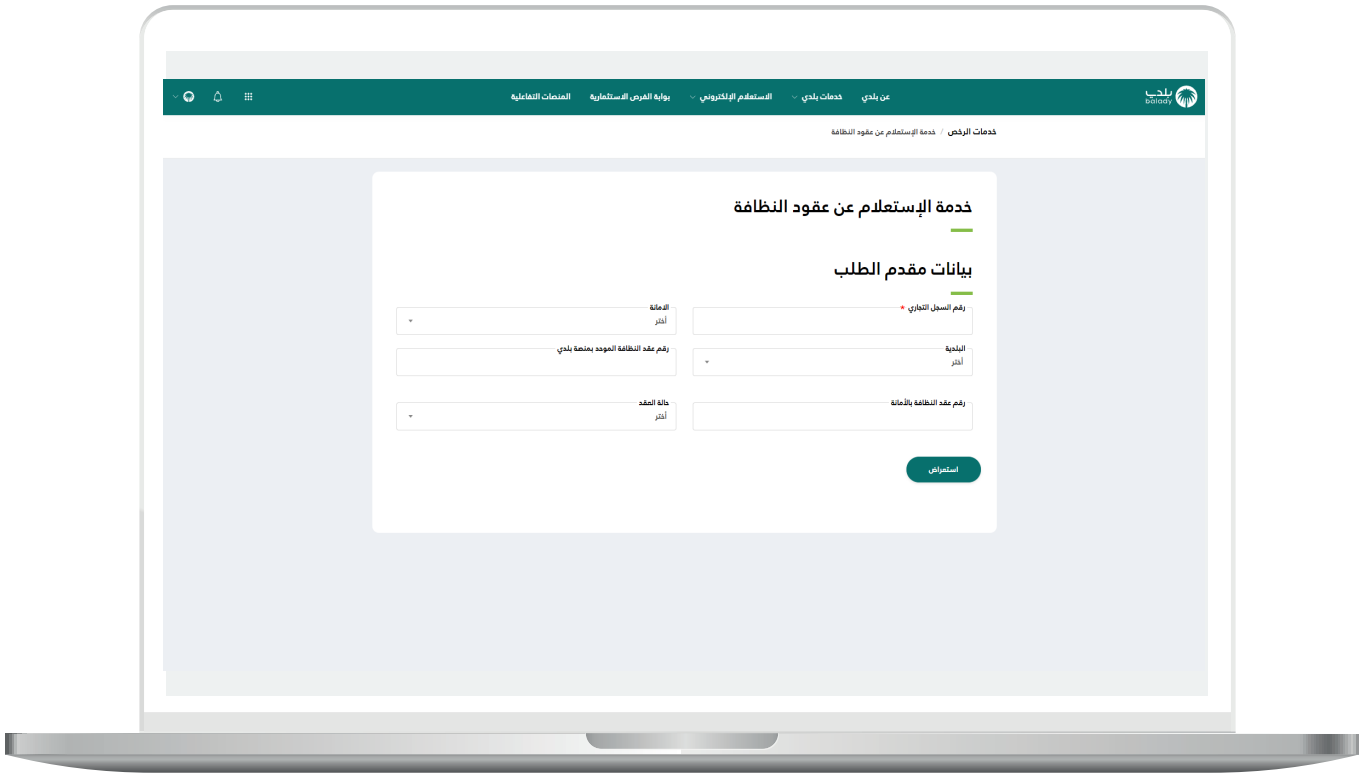 بلدي
balady
عن بلدي
خدمات بلدي
الاستعلام الإلكتروني
بوابة الفرص الاستثمارية
المنصات التفاعلية
خدمات الرخص / خدمة الإستعلام عن عقود النظافة
خدمة الإستعلام عن عقود النظافة
بيانات مقدم الطلب
رقم السجل التجاري *
الامانة
أختر
البلدية
أختر
رقم عقد النظافة الموحد بمنصة بلدي
رقم عقد النظافة بالأمانة
حالة العقد
أختر
استعراض